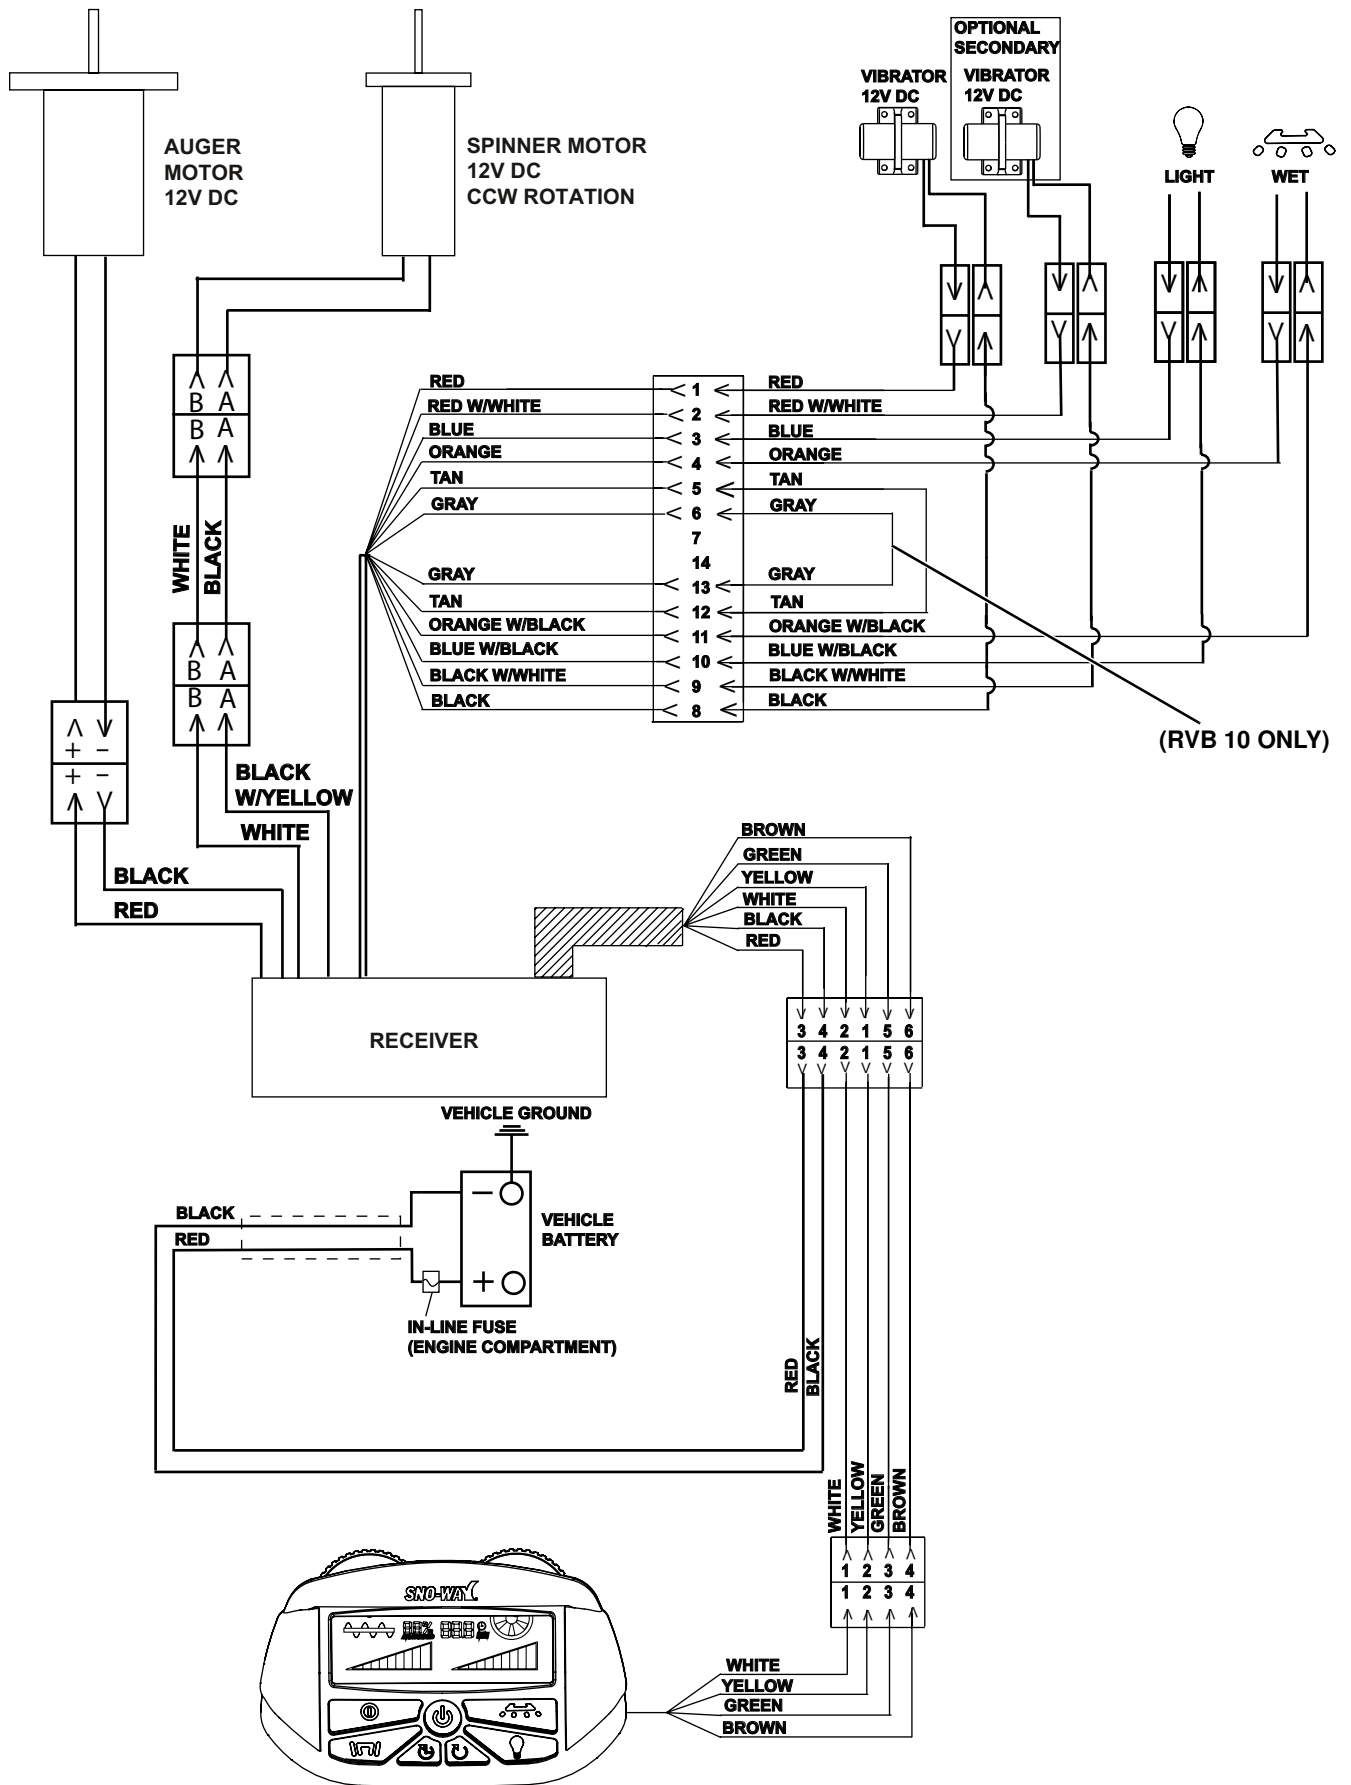 OPTIONAL
SECONDARY
VIBRATOR
12V DC
VIBRATOR
12V DC
AUGER
MOTOR
12V DC
SPINNER MOTOR
12V DC
CCW ROTATION
LIGHT
WET
B A
B A
WHITE
BLACK
B A
B A
RED 1 RED
RED W/WHITE 2 RED W/WHITE
BLUE 3 BLUE
ORANGE 4 ORANGE
TAN 5 TAN
GRAY 6 GRAY
7
14
GRAY 13 GRAY
TAN 12 TAN
ORANGE W/BLACK 11 ORANGE W/BLACK
BLUE W/BLACK 10 BLUE W/BLACK
BLACK W/WHITE 9 BLACK W/WHITE
BLACK 8 BLACK
(RVB 10 ONLY)
+ −
+ −
BLACK
W/YELLOW
WHITE
BLACK
RED
BROWN
GREEN
YELLOW
WHITE
BLACK
RED
RECEIVER
3 4 2 1 5 6
3 4 2 1 5 6
VEHICLE GROUND
−
BLACK
RED
VEHICLE
BATTERY
+
IN-LINE FUSE
(ENGINE COMPARTMENT)
RED
BLACK
WHITE
YELLOW
GREEN
BROWN
1 2 3 4
1 2 3 4
SNO-WAY
WHITE
YELLOW
GREEN
BROWN